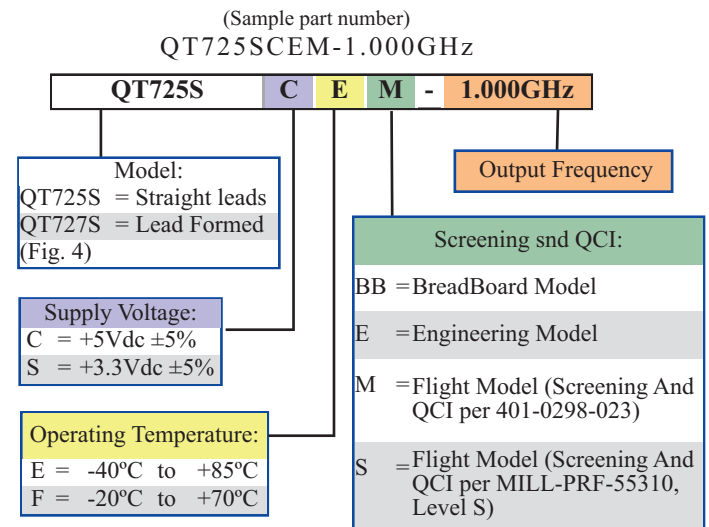 (Sample part number)
QT725SCEM-1.000GHz
QT725S C E M - 1.000GHz
Model:
QT725S = Straight leads
QT727S = Lead Formed
(Fig. 4)
Output Frequency
Supply Voltage:
C = +5Vdc ±5%
S = +3.3Vdc ±5%
Operating Temperature:
E = -40ºC to +85ºC
F = -20ºC to +70ºC
Screening snd QCI:
BB =BreadBoard Model
E =Engineering Model
M =Flight Model (Screening And
QCI per 401-0298-023)
S =Flight Model (Screening And
QCI per MILL-PRF-55310,
Level S)